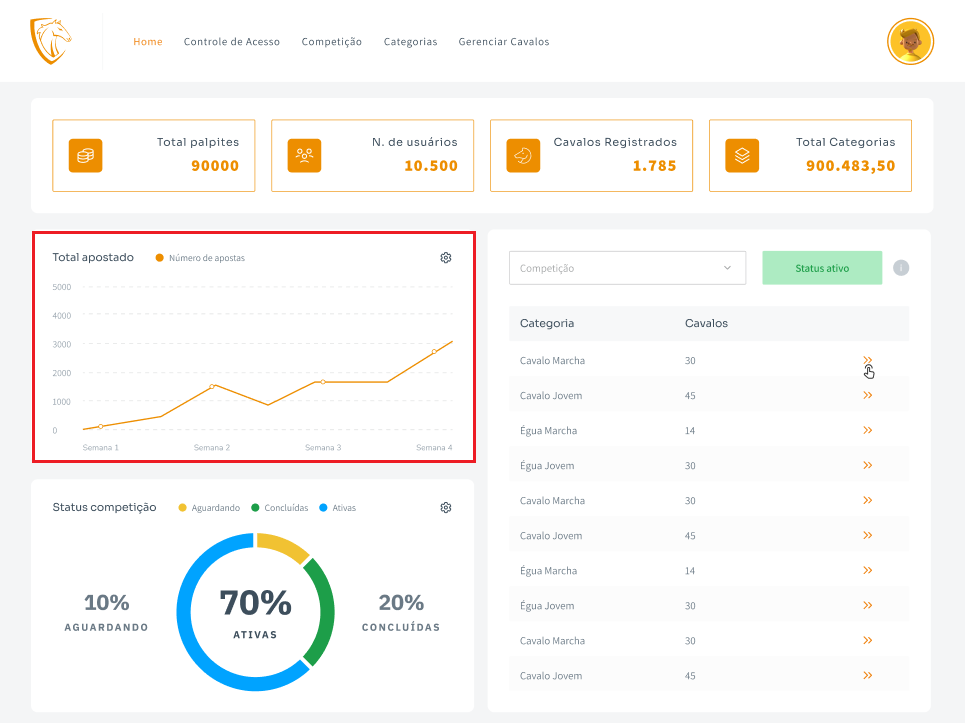 Home Controle de Acesso Competição Categorias Gerenciar Cavalos
Total palpites
90000
N. de usuários
10.500
Cavalos Registrados
1.785
Total Categorias
900.483,50
Total apostado
Número de apostas
5000
4000
3000
2000
1000
0
Semana 1 Semana 2 Semana 3 Semana 4
Status competição
Aguardando Concluídas Ativas
10%
AGUARDANDO
70%
ATIVAS
20%
CONCLUÍDAS
Competição
Status ativo
i
Categoria Cavalos
Cavalo Marcha 30
Cavalo Jovem 45
Égua Marcha 14
Égua Jovem 30
Cavalo Marcha 30
Cavalo Jovem 45
Égua Marcha 14
Égua Jovem 30
Cavalo Marcha 30
Cavalo Jovem 45